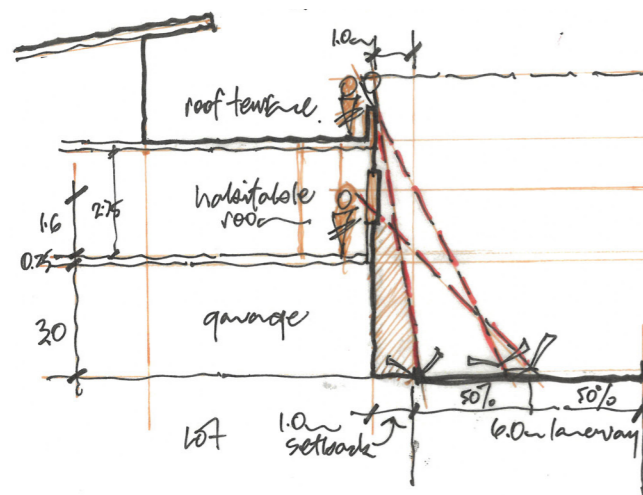 1.0m
roof terrace
habitable
room
2.75
1.6
0.25
garage
3.0
50%
50%
LOT
1.0m
setback
6.0m laneway